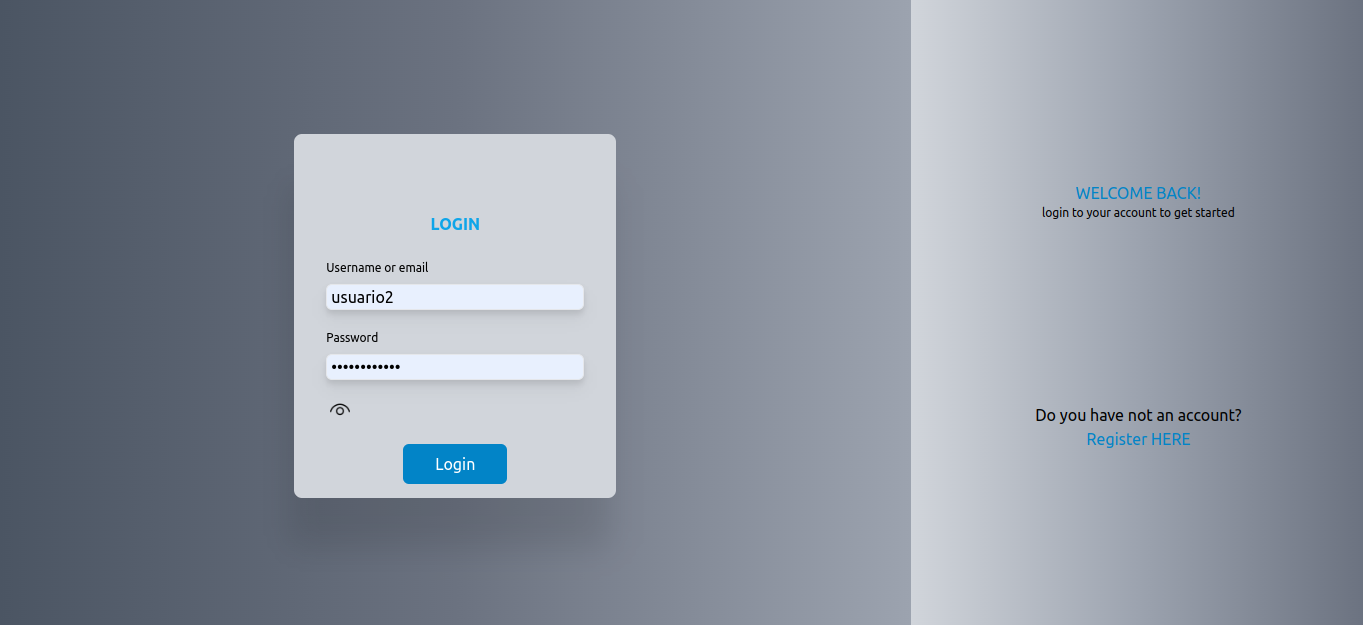 LOGIN
Username or email
usuario2
Password
••••••••••••
Login
WELCOME BACK!
login to your account to get started
Do you have not an account?
Register HERE